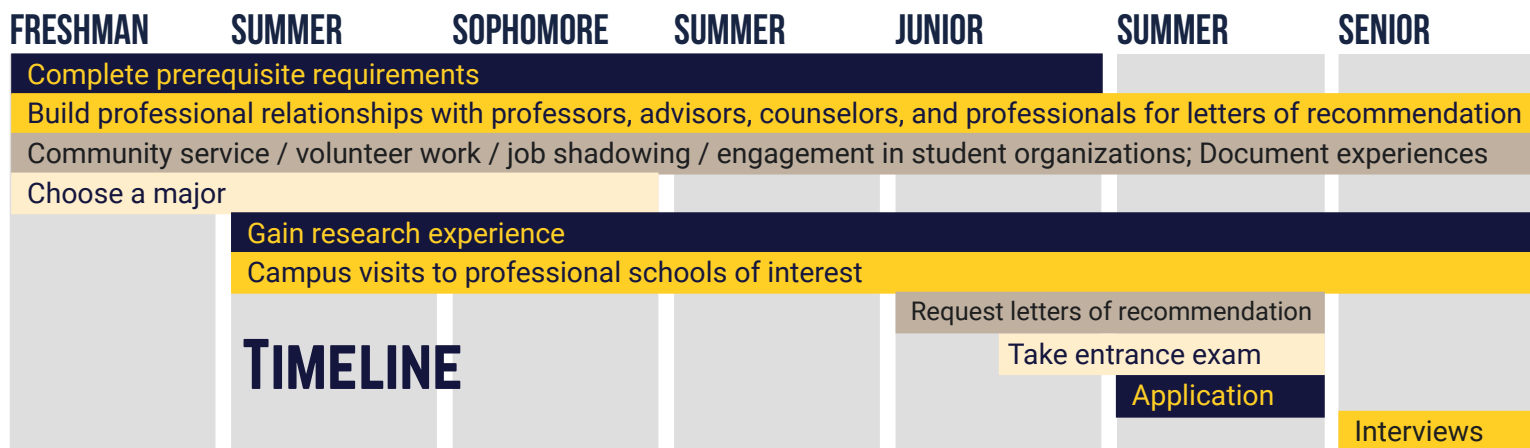 FRESHMAN SUMMER SOPHOMORE SUMMER JUNIOR SUMMER SENIOR
Complete prerequisite requirements
Build professional relationships with professors, advisors, counselors, and professionals for letters of recommendation
Community service / volunteer work / job shadowing / engagement in student organizations; Document experiences
Choose a major
Gain research experience
Campus visits to professional schools of interest
Request letters of recommendation
Take entrance exam
TIMELINE
Application
Interviews